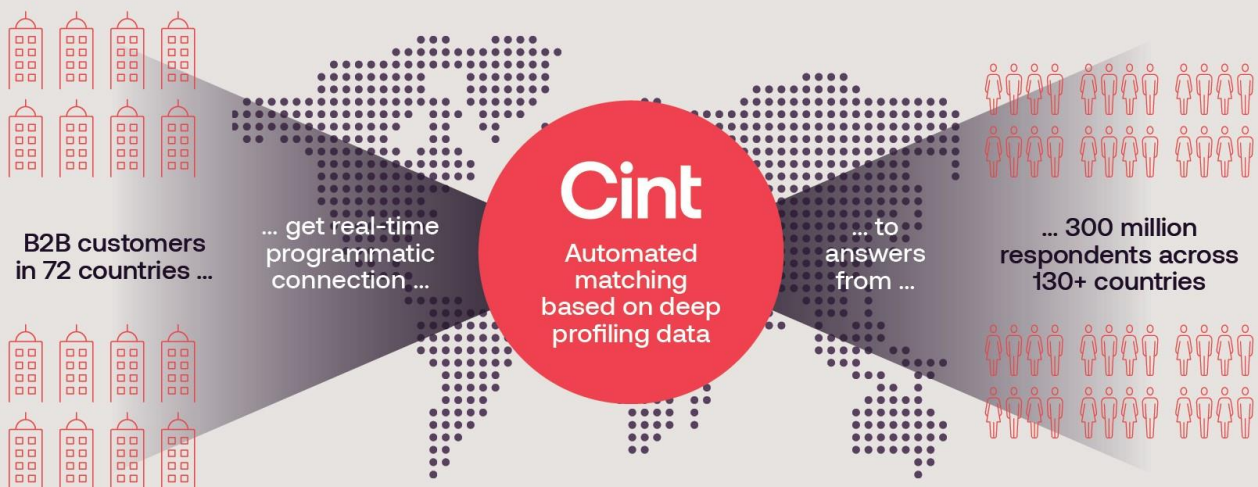 B2B customers
in 72 countries ...
... get real-time
programmatic
connection ...
Cint
Automated
matching
based on deep
profiling data
... to
answers
from ...
... 300 million
respondents across
130+ countries